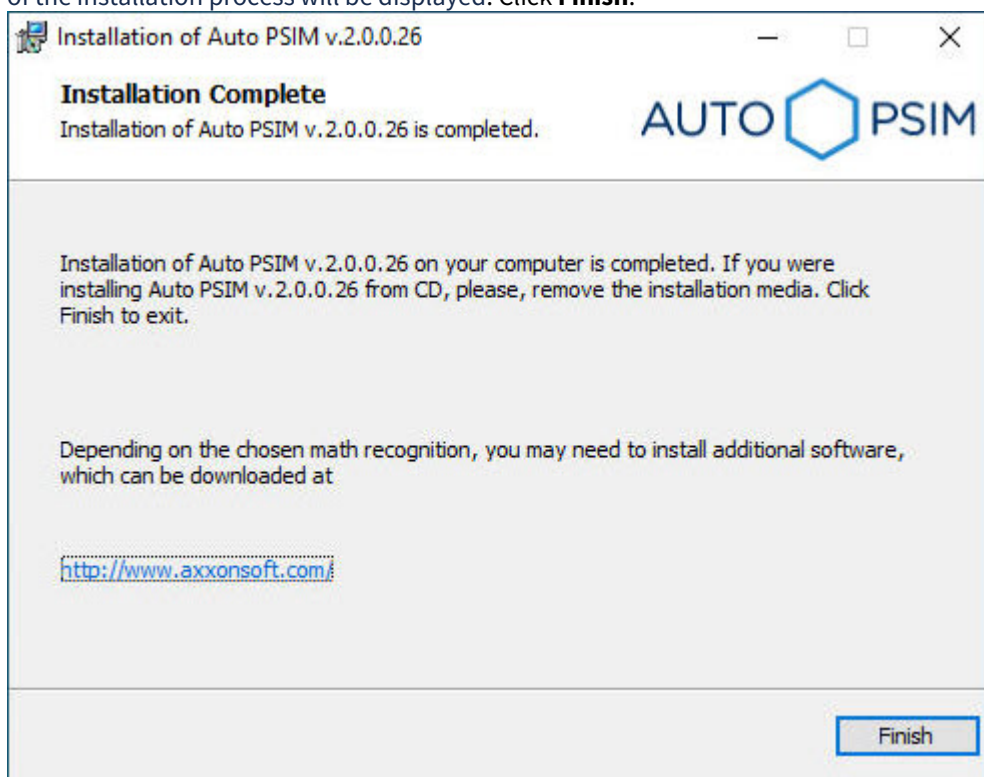 of the installation process will be displayed. Click Finish.
Installation of Auto PSIM v.2.0.0.26
Installation Complete
Installation of Auto PSIM v.2.0.0.26 is completed.
AUTO PSIM
Installation of Auto PSIM v.2.0.0.26 on your computer is completed. If you were
installing Auto PSIM v.2.0.0.26 from CD, please, remove the installation media. Click
Finish to exit.
Depending on the chosen math recognition, you may need to install additional software,
which can be downloaded at
http://www.axxonsoft.com/
Finish